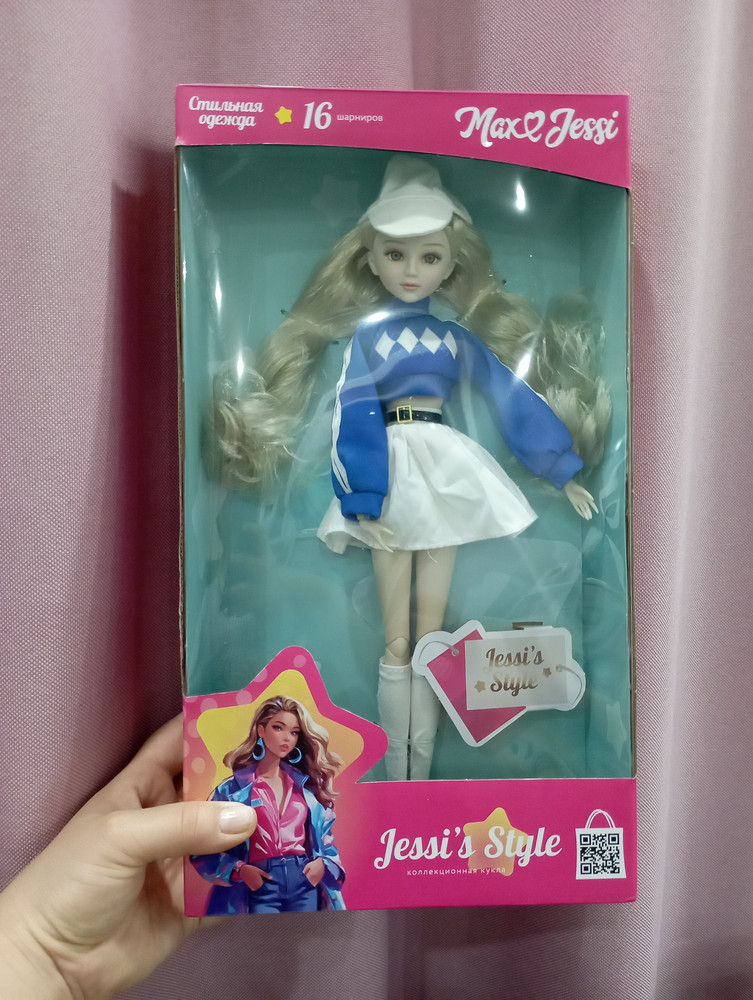 Стильная
одежда
16 шарниров
Max Jessi
Jessi's
Style
Jessi's Style
коллекционная кукла